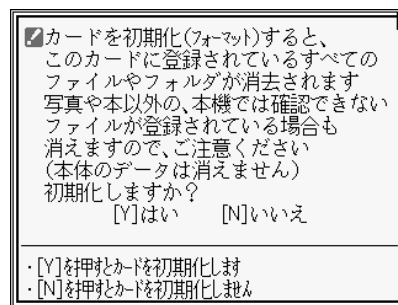 カードを初期化(ﾌｫｰﾏｯﾄ)すると、
このカードに登録されているすべての
ファイルやフォルダが消去されます
写真や本以外の、本機では確認できない
ファイルが登録されている場合も
消えますので、ご注意ください
(本体のデータは消えません)
初期化しますか？
[Y]はい [N]いいえ
・[Y]を押すとｶｰﾄﾞを初期化します
・[N]を押すとｶｰﾄﾞを初期化しません